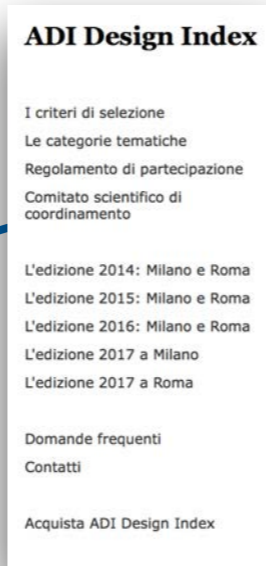 ADI Design Index
I criteri di selezione
Le categorie tematiche
Regolamento di partecipazione
Comitato scientifico di
coordinamento
L'edizione 2014: Milano e Roma
L'edizione 2015: Milano e Roma
L'edizione 2016: Milano e Roma
L'edizione 2017 a Milano
L'edizione 2017 a Roma
Domande frequenti
Contatti
Acquista ADI Design Index